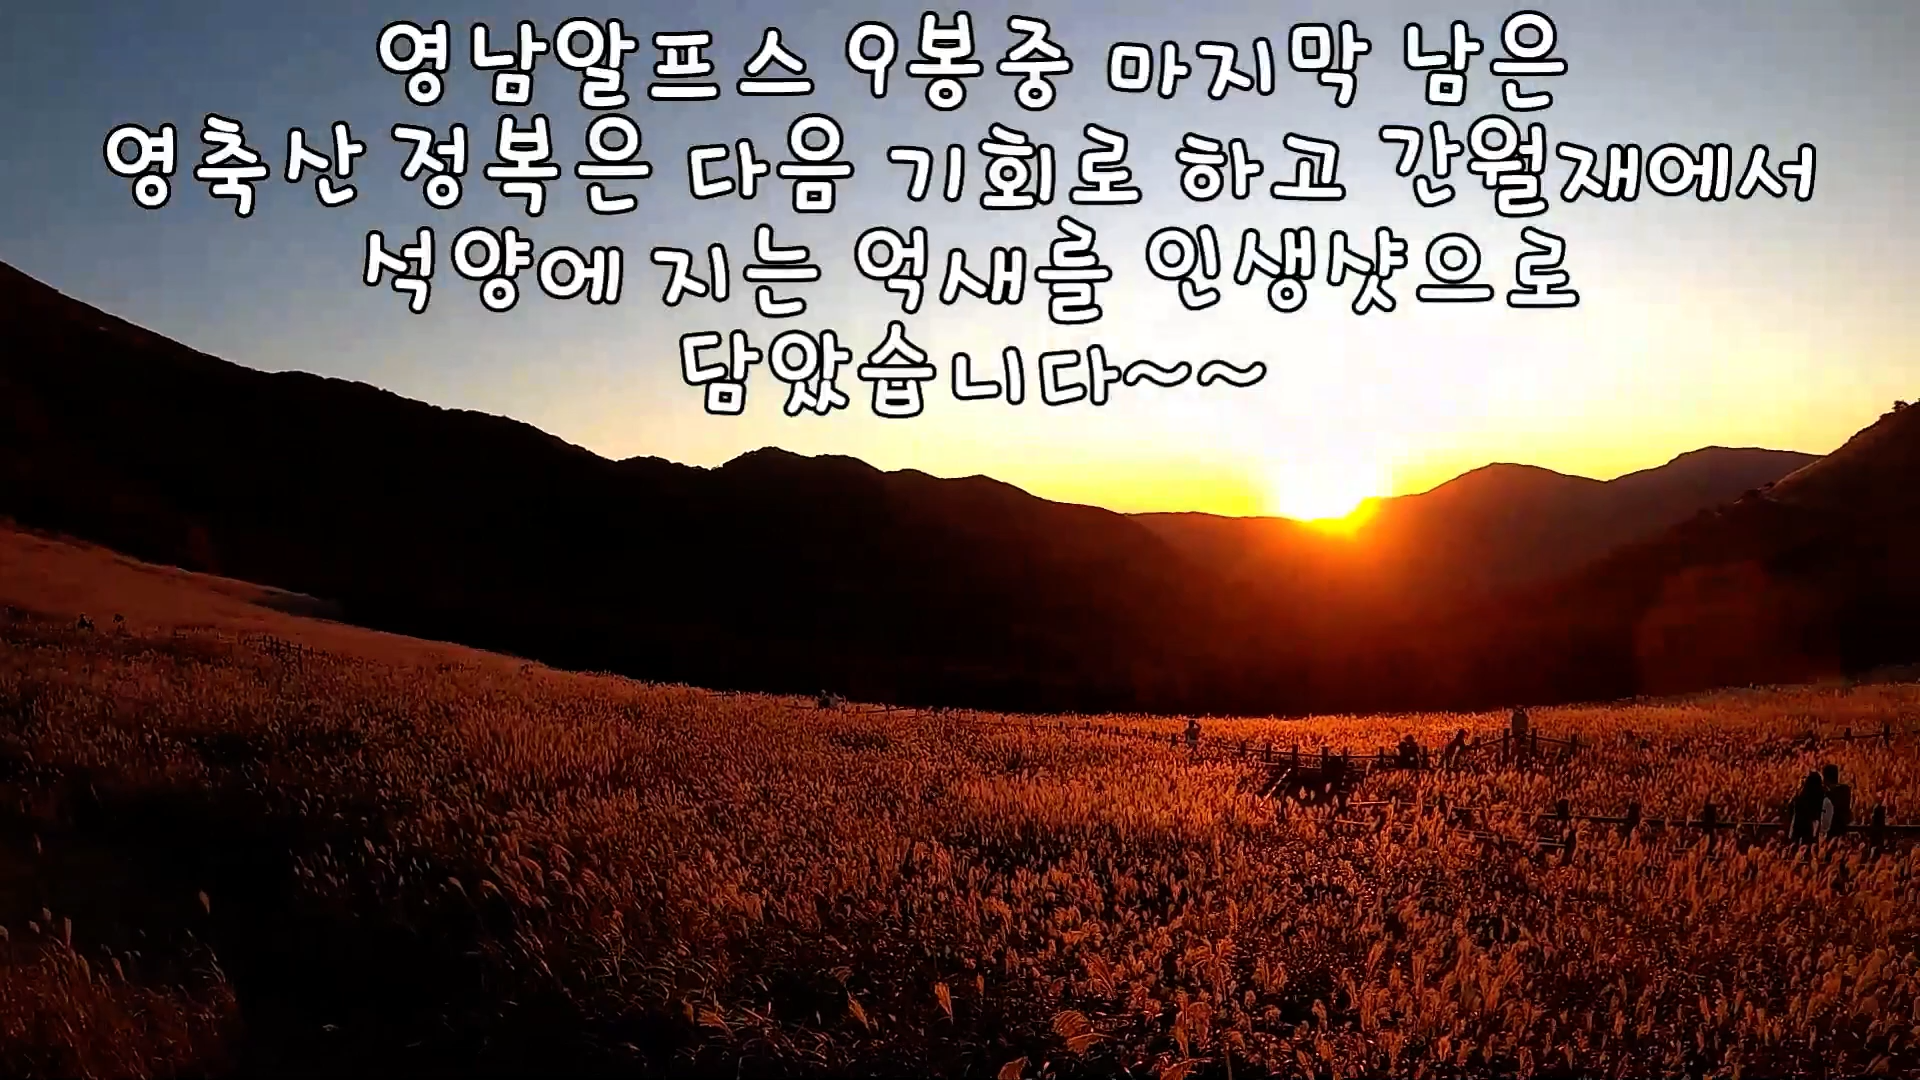 영남알프스 9봉중 마지막 남은
영축산 정복은 다음 기회로 하고 간월재에서
석양에 지는 억새를 인생샷으로
담았습니다~~